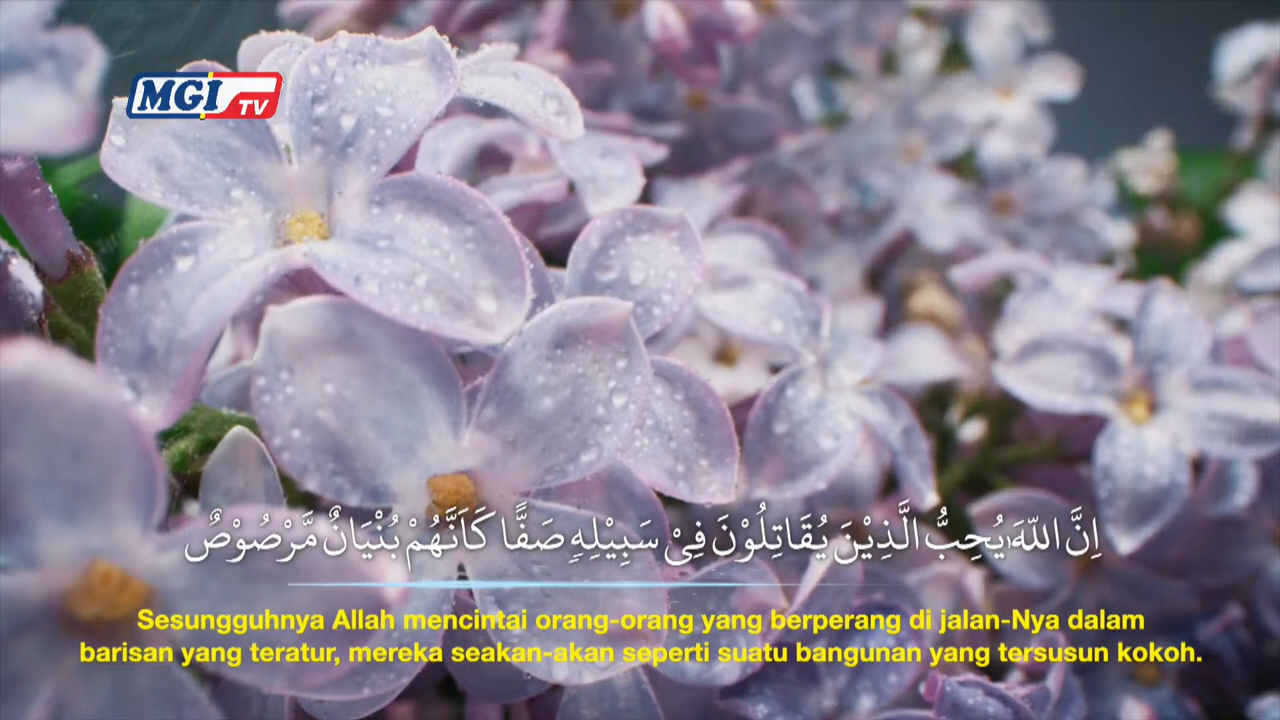 MGI TV
اِنَّ اللّٰهَ يُحِبُّ الَّذِيْنَ يُقَاتِلُوْنَ فِيْ سَبِيْلِهٖ صَفًّا كَاَنَّهُمْ بُنْيَانٌ مَّرْصُوْصٌ
Sesungguhnya Allah mencintai orang-orang yang berperang di jalan-Nya dalam
barisan yang teratur, mereka seakan-akan seperti suatu bangunan yang tersusun kokoh.